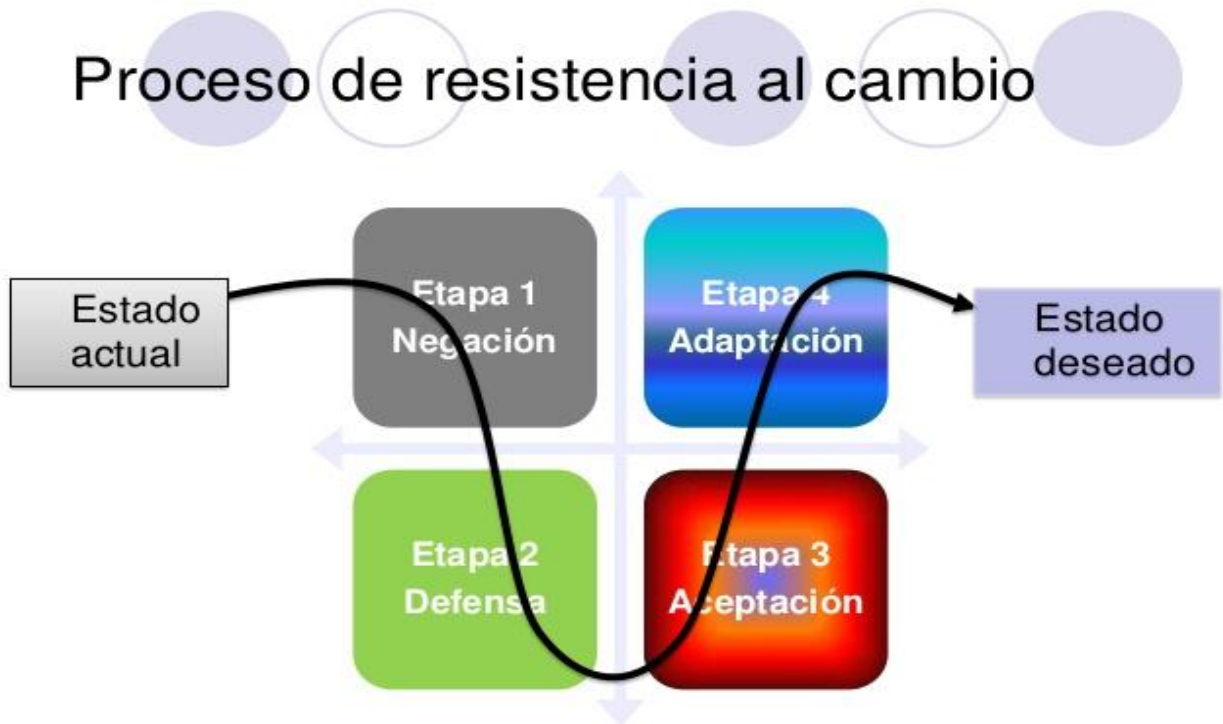 Proceso de resistencia al cambio
Estado
actual
Etapa 1
Negación
Etapa 2
Defensa
Etapa 3
Aceptación
Etapa 4
Adaptación
Estado
deseado